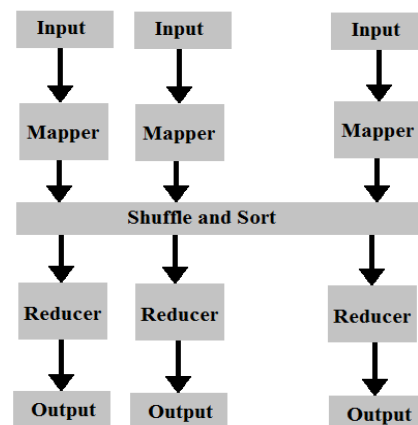 Input
Input
Input
Mapper
Mapper
Mapper
Shuffle and Sort
Reducer
Reducer
Reducer
Output
Output
Output